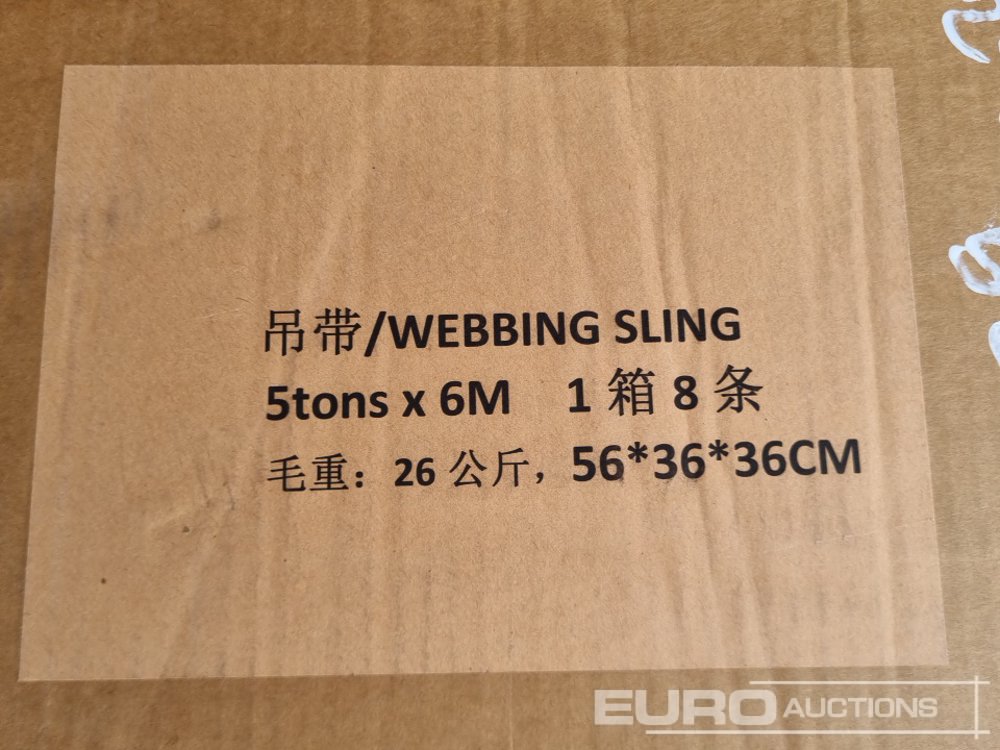 吊带/WEBBING SLING
5tons x 6M 1 箱 8 条
毛重：26 公斤，56*36*36CM
EURO AUCTIONS